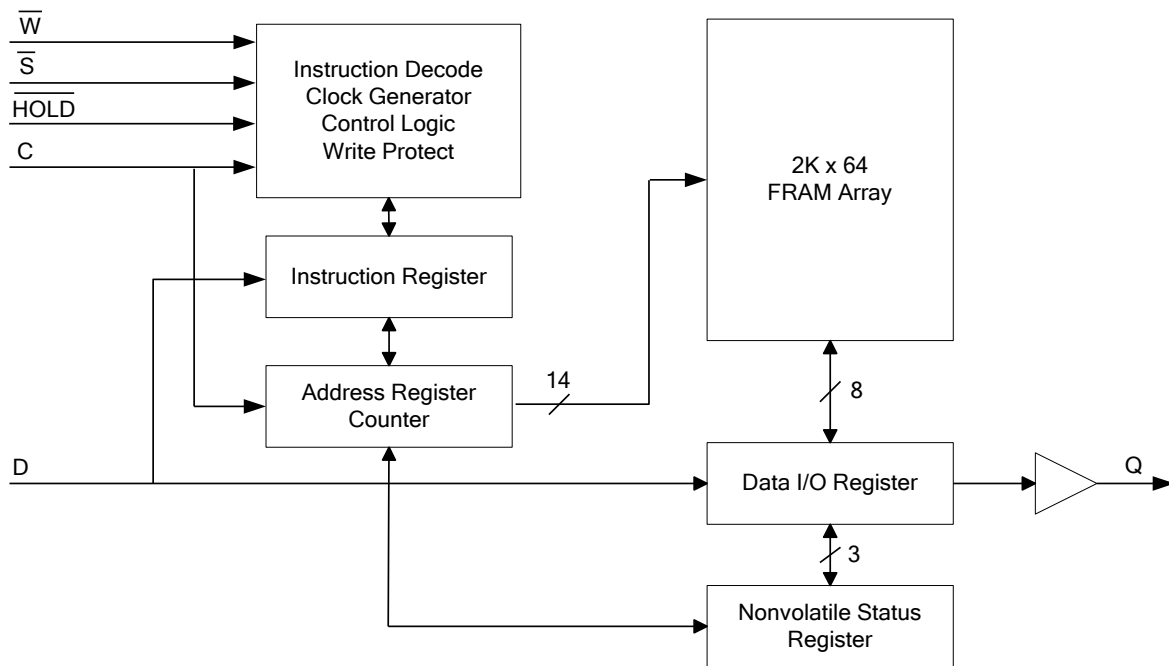 W̅
S̅
H̅O̅L̅D̅
C
Instruction Decode
Clock Generator
Control Logic
Write Protect
2K x 64
FRAM Array
Instruction Register
Address Register
Counter
14
8
D
Data I/O Register
Q
3
Nonvolatile Status
Register